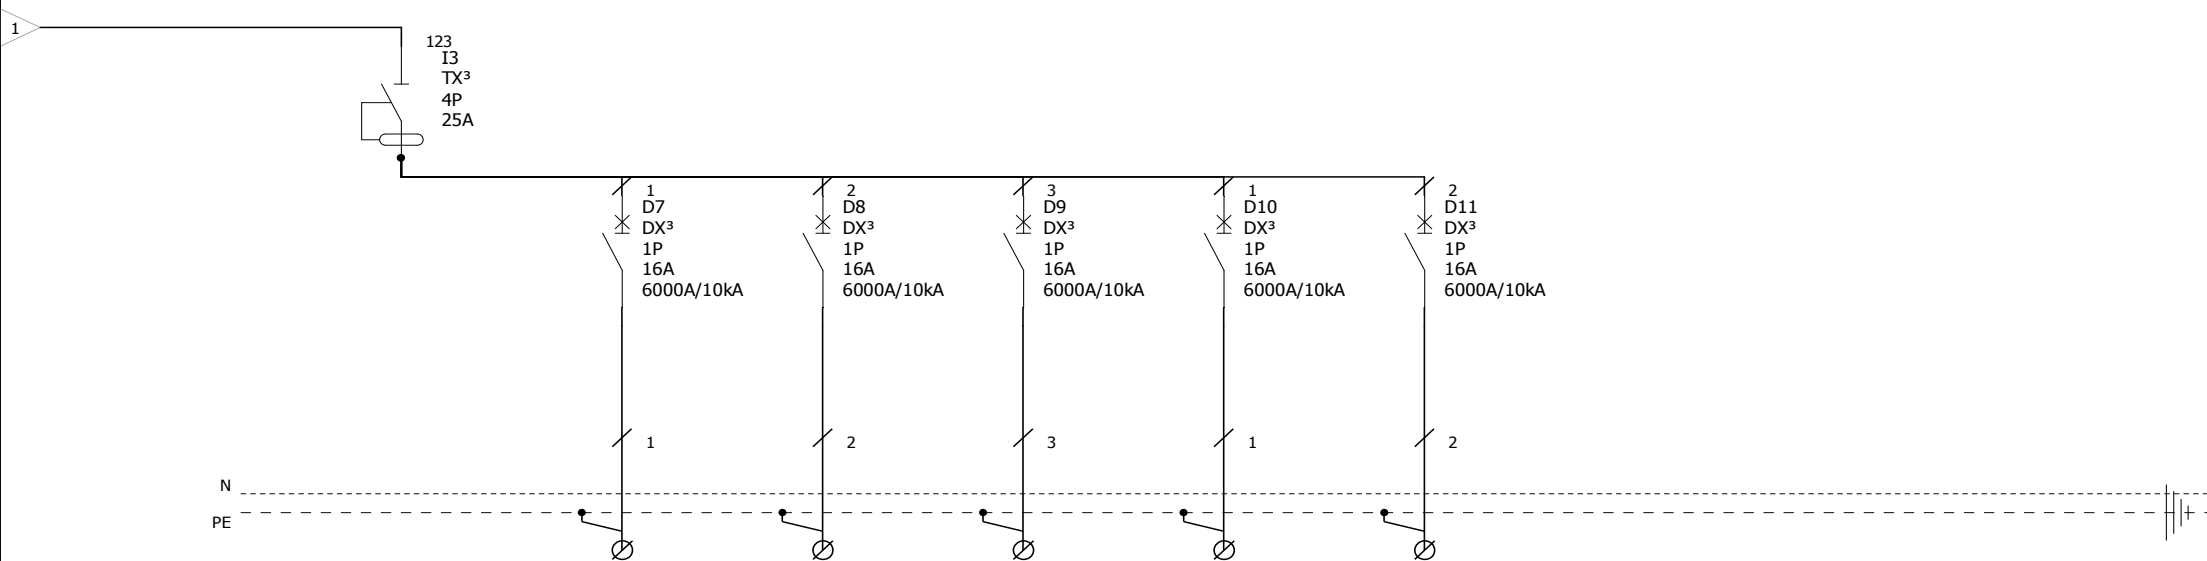 1
123
I3
TX³
4P
25A
1
D7
DX³
1P
16A
6000A/10kA
2
D8
DX³
1P
16A
6000A/10kA
3
D9
DX³
1P
16A
6000A/10kA
1
D10
DX³
1P
16A
6000A/10kA
2
D11
DX³
1P
16A
6000A/10kA
1
2
3
1
2
N
PE